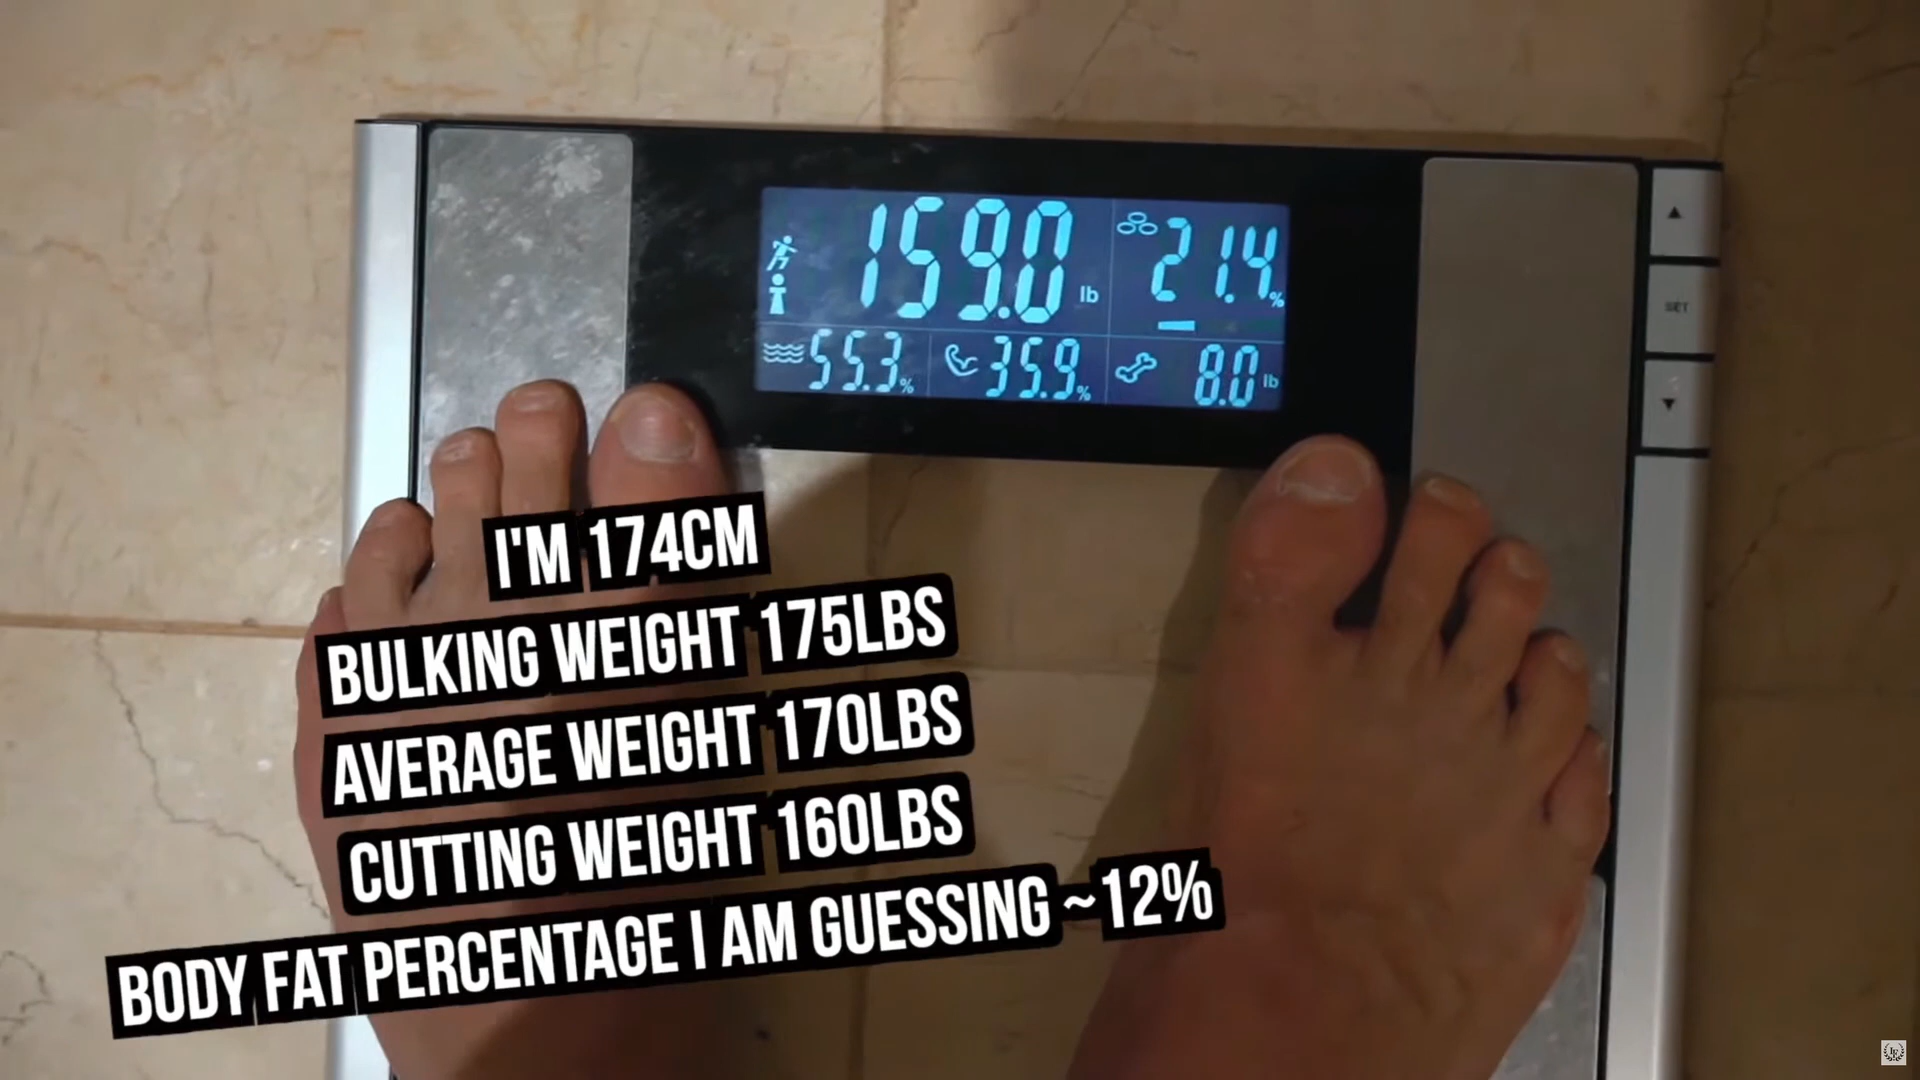 159.0 lb
21.4 %
55.3 %
35.9 %
8.0 lb
SET
I'M 174CM
BULKING WEIGHT 175LBS
AVERAGE WEIGHT 170LBS
CUTTING WEIGHT 160LBS
BODY FAT PERCENTAGE I AM GUESSING ~12%